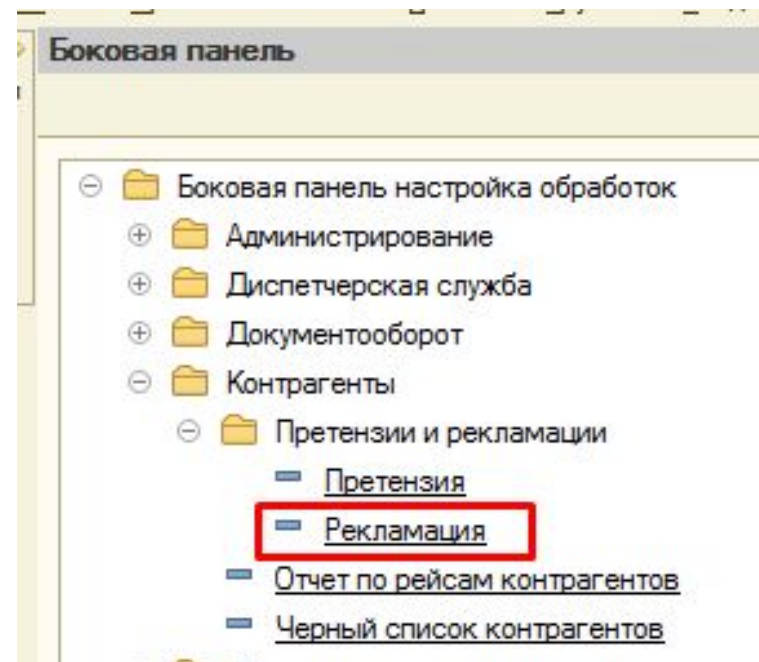 Боковая панель
Боковая панель настройка обработок
Администрирование
Диспетчерская служба
Документооборот
Контрагенты
Претензии и рекламации
Претензия
Рекламация
Отчет по рейсам контрагентов
Черный список контрагентов